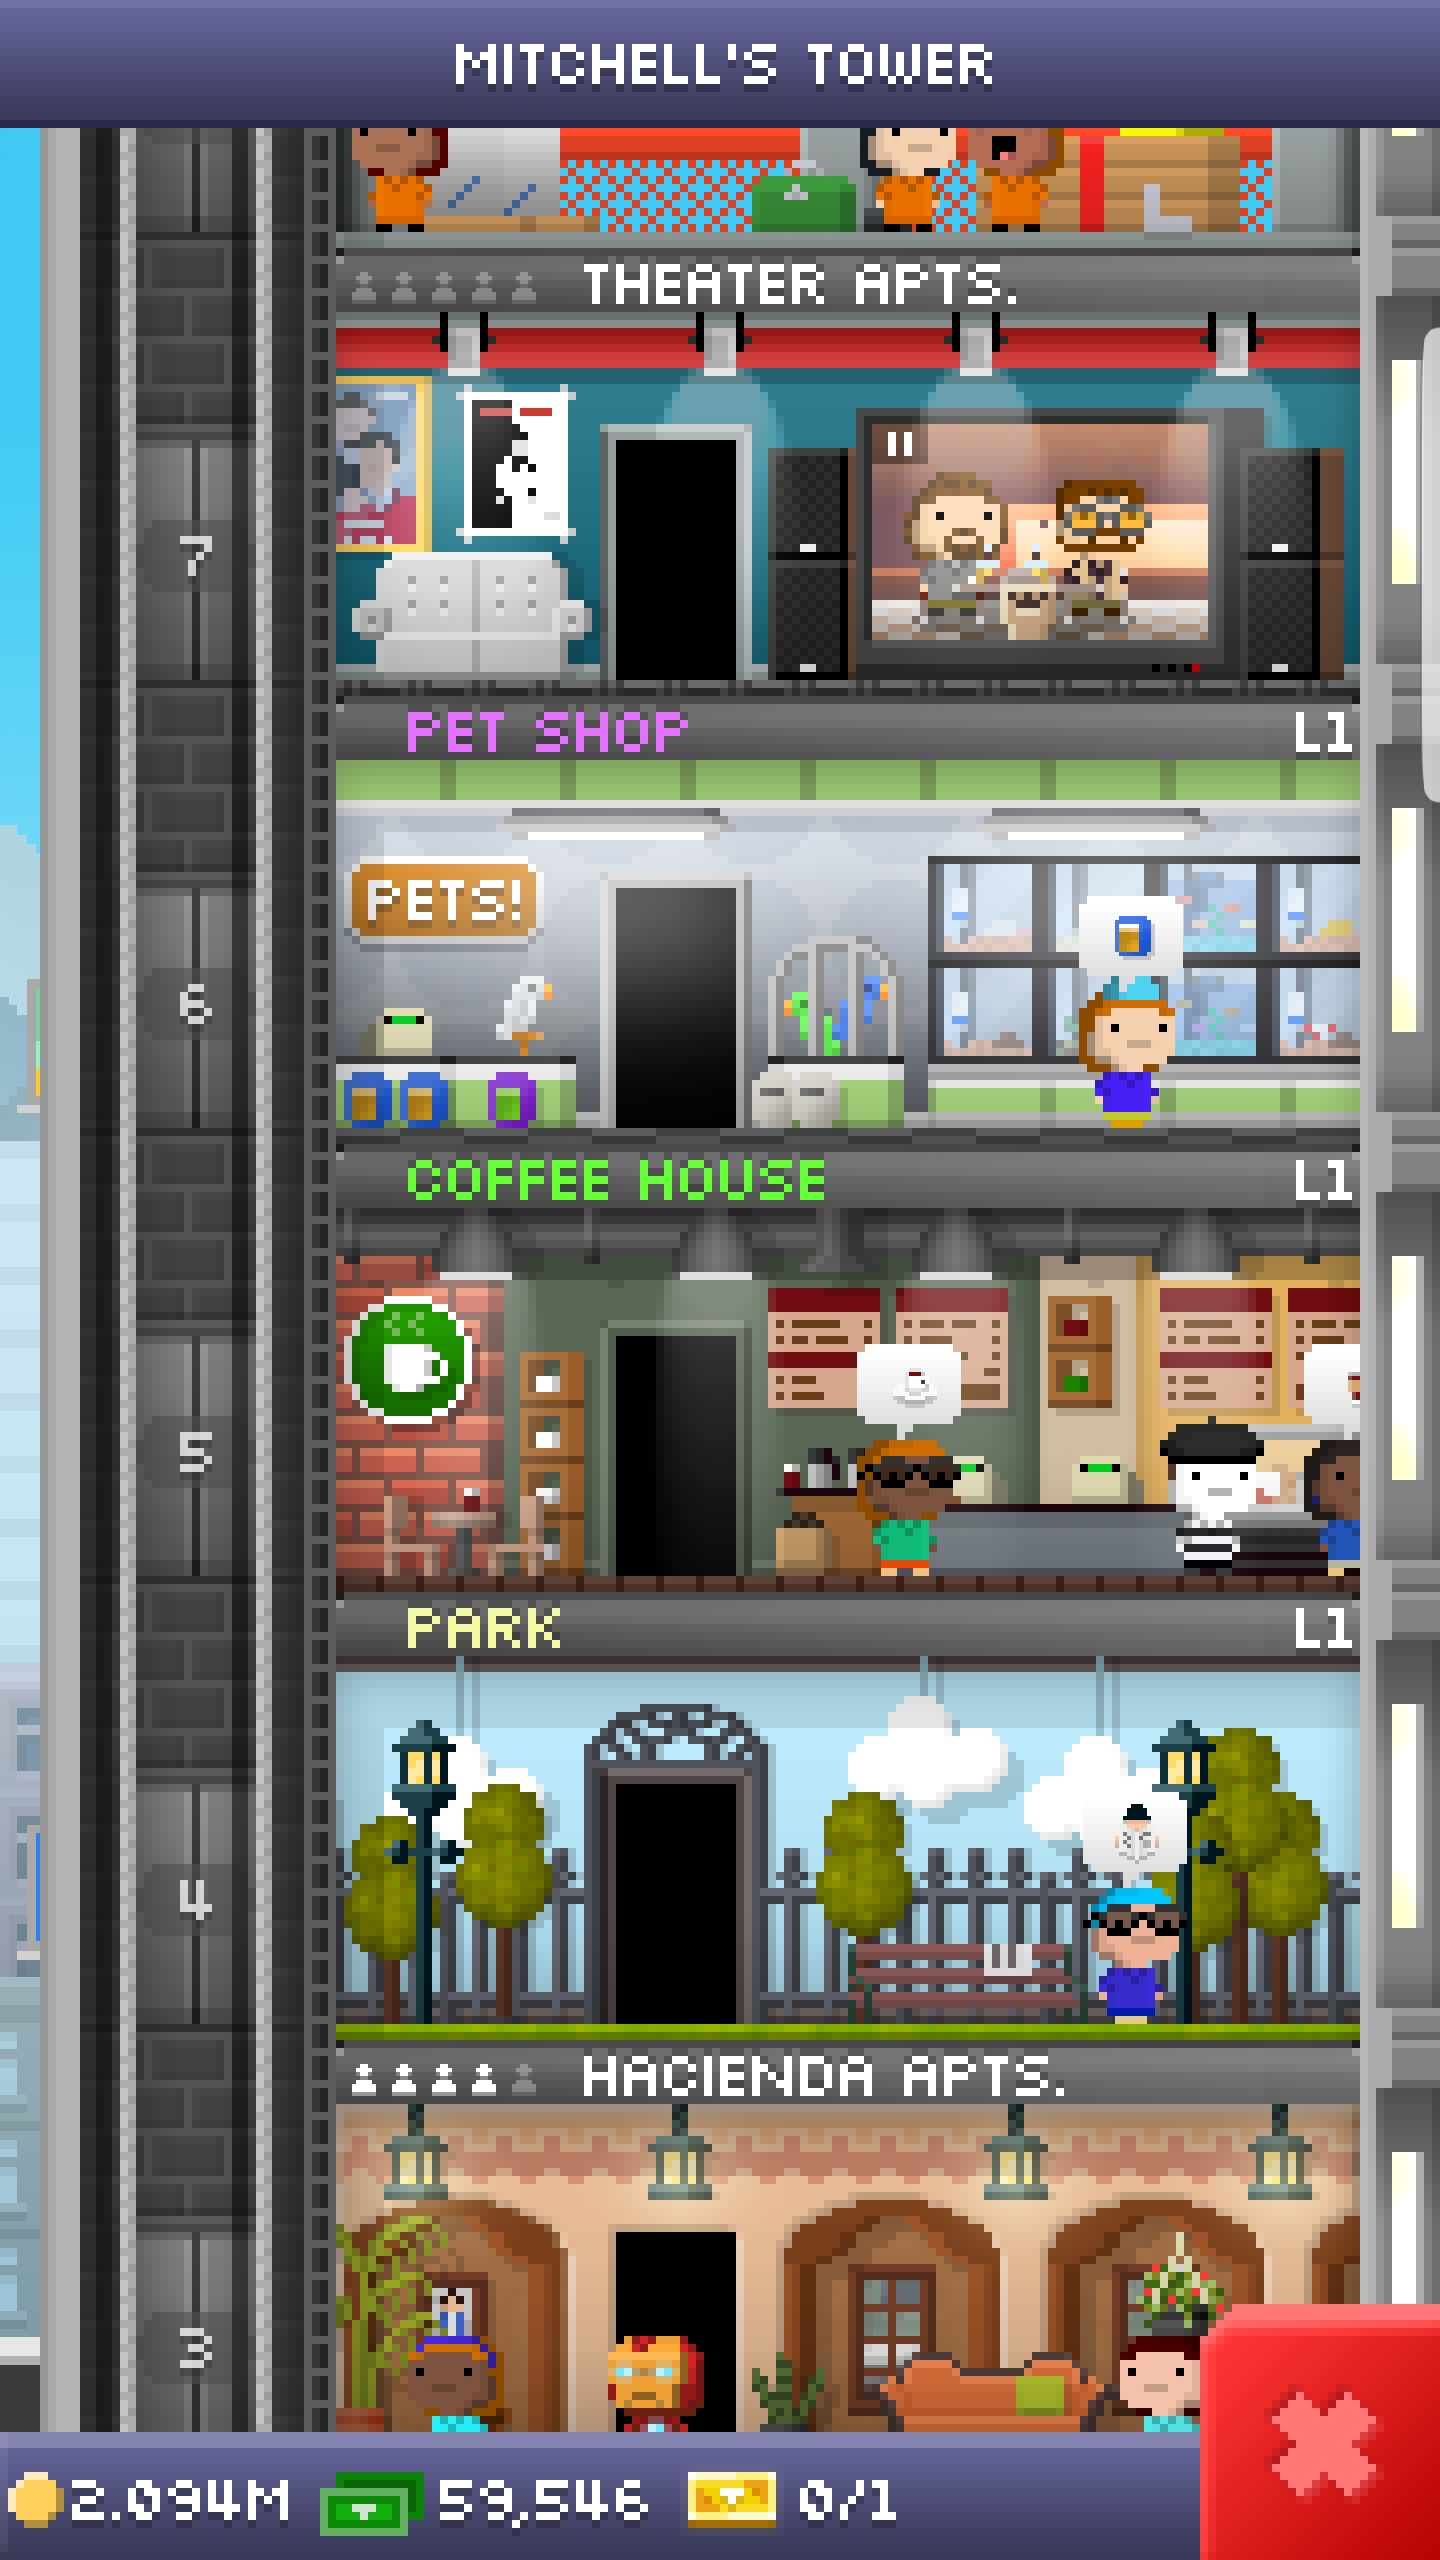 MITCHELL'S TOWER
THEATER APTS.
7
PET SHOP L1
PETS!
6
COFFEE HOUSE L1
5
PARK L1
4
HACIENDA APTS.
3
2.094M 59,546 0/1